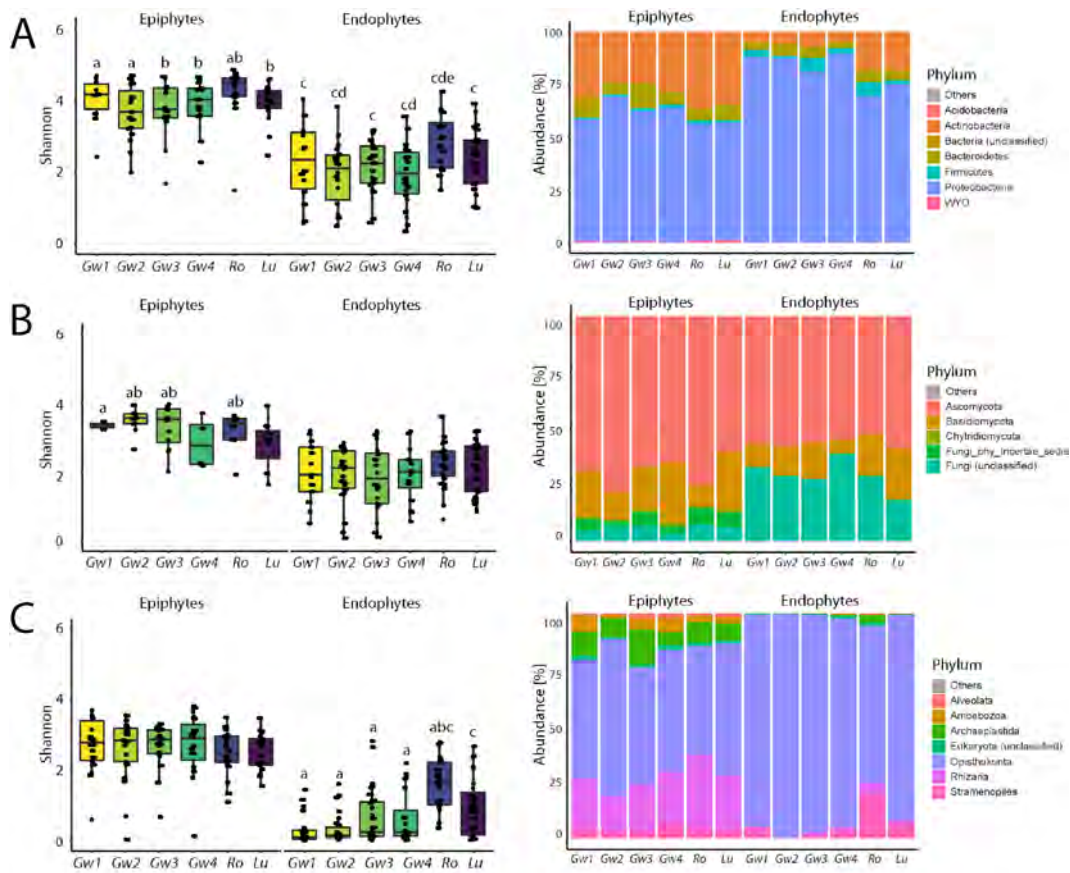 A
Epiphytes Endophytes
Shannon
6
4
2
0
a a b b ab b c cd c cd cde c
Gw1 Gw2 Gw3 Gw4 Ro Lu Gw1 Gw2 Gw3 Gw4 Ro Lu
Epiphytes Endophytes
Abundance [%]
100
75
50
25
0
Gw1 Gw2 Gw3 Gw4 Ro Lu Gw1 Gw2 Gw3 Gw4 Ro Lu
Phylum
Others
Acidobacteria
Actinobacteria
Bacteria (unclassified)
Bacteroidetes
Firmicutes
Proteobacteria
WYO
B
Epiphytes Endophytes
Shannon
6
4
2
0
a ab ab ab
Gw1 Gw2 Gw3 Gw4 Ro Lu Gw1 Gw2 Gw3 Gw4 Ro Lu
Epiphytes Endophytes
Abundance [%]
100
75
50
25
0
Gw1 Gw2 Gw3 Gw4 Ro Lu Gw1 Gw2 Gw3 Gw4 Ro Lu
Phylum
Others
Ascomycota
Basidiomycota
Chytridiomycota
Fungi_phy_Incertae_sedis
Fungi (unclassified)
C
Epiphytes Endophytes
Shannon
6
4
2
0
a a a a abc c
Gw1 Gw2 Gw3 Gw4 Ro Lu Gw1 Gw2 Gw3 Gw4 Ro Lu
Epiphytes Endophytes
Abundance [%]
100
75
50
25
0
Gw1 Gw2 Gw3 Gw4 Ro Lu Gw1 Gw2 Gw3 Gw4 Ro Lu
Phylum
Others
Alveolata
Amoebozoa
Archaeplastida
Eukaryota (unclassified)
Opisthokonta
Rhizaria
Stramenopiles